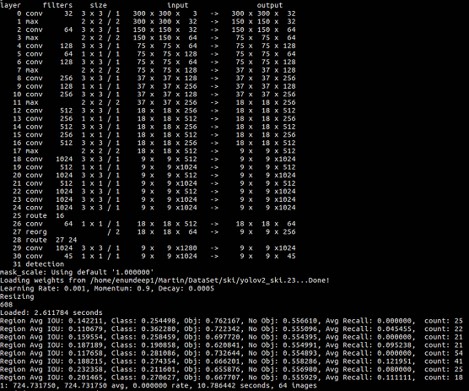 layer filters size input output
0 conv 32 3 x 3 / 1 300 x 300 x 3 -> 300 x 300 x 32
1 max 2 x 2 / 2 300 x 300 x 32 -> 150 x 150 x 32
2 conv 64 3 x 3 / 1 150 x 150 x 32 -> 150 x 150 x 64
3 max 2 x 2 / 2 150 x 150 x 64 -> 75 x 75 x 64
4 conv 128 3 x 3 / 1 75 x 75 x 64 -> 75 x 75 x 128
5 conv 64 1 x 1 / 1 75 x 75 x 128 -> 75 x 75 x 64
6 conv 128 3 x 3 / 1 75 x 75 x 64 -> 75 x 75 x 128
7 max 2 x 2 / 2 75 x 75 x 128 -> 37 x 37 x 128
8 conv 256 3 x 3 / 1 37 x 37 x 128 -> 37 x 37 x 256
9 conv 128 1 x 1 / 1 37 x 37 x 256 -> 37 x 37 x 128
10 conv 256 3 x 3 / 1 37 x 37 x 128 -> 37 x 37 x 256
11 max 2 x 2 / 2 37 x 37 x 256 -> 18 x 18 x 256
12 conv 512 3 x 3 / 1 18 x 18 x 256 -> 18 x 18 x 512
13 conv 256 1 x 1 / 1 18 x 18 x 512 -> 18 x 18 x 256
14 conv 512 3 x 3 / 1 18 x 18 x 256 -> 18 x 18 x 512
15 conv 256 1 x 1 / 1 18 x 18 x 512 -> 18 x 18 x 256
16 conv 512 3 x 3 / 1 18 x 18 x 256 -> 18 x 18 x 512
17 max 2 x 2 / 2 18 x 18 x 512 -> 9 x 9 x 512
18 conv 1024 3 x 3 / 1 9 x 9 x 512 -> 9 x 9 x1024
19 conv 512 1 x 1 / 1 9 x 9 x1024 -> 9 x 9 x 512
20 conv 1024 3 x 3 / 1 9 x 9 x 512 -> 9 x 9 x1024
21 conv 512 1 x 1 / 1 9 x 9 x1024 -> 9 x 9 x 512
22 conv 1024 3 x 3 / 1 9 x 9 x 512 -> 9 x 9 x1024
23 conv 1024 3 x 3 / 1 9 x 9 x1024 -> 9 x 9 x1024
24 conv 1024 3 x 3 / 1 9 x 9 x1024 -> 9 x 9 x1024
25 route 16
26 conv 64 1 x 1 / 1 18 x 18 x 512 -> 18 x 18 x 64
27 reorg / 2 18 x 18 x 64 -> 9 x 9 x 256
28 route 27 24
29 conv 1024 3 x 3 / 1 9 x 9 x1280 -> 9 x 9 x1024
30 conv 45 1 x 1 / 1 9 x 9 x1024 -> 9 x 9 x 45
31 detection
mask_scale: Using default '1.000000'
Loading weights from /home/enumdeep1/Martin/DataSet/ski/yolov2_ski.23...Done!
Learning Rate: 0.001, Momentum: 0.9, Decay: 0.0005
Resizing
608
Loaded: 2.611784 seconds
Region Avg IOU: 0.142211, Class: 0.254498, Obj: 0.762167, No Obj: 0.556610, Avg Recall: 0.000000, count: 25
Region Avg IOU: 0.110679, Class: 0.362280, Obj: 0.722342, No Obj: 0.555096, Avg Recall: 0.045455, count: 22
Region Avg IOU: 0.159554, Class: 0.258459, Obj: 0.697720, No Obj: 0.554395, Avg Recall: 0.000000, count: 21
Region Avg IOU: 0.187289, Class: 0.190858, Obj: 0.620841, No Obj: 0.554091, Avg Recall: 0.095238, count: 21
Region Avg IOU: 0.117658, Class: 0.281086, Obj: 0.732644, No Obj: 0.554893, Avg Recall: 0.000000, count: 34
Region Avg IOU: 0.188215, Class: 0.274354, Obj: 0.666201, No Obj: 0.558286, Avg Recall: 0.121951, count: 41
Region Avg IOU: 0.232358, Class: 0.211601, Obj: 0.655876, No Obj: 0.556980, Avg Recall: 0.080000, count: 25
Region Avg IOU: 0.201465, Class: 0.270627, Obj: 0.667707, No Obj: 0.555929, Avg Recall: 0.111111, count: 18
1: 724.731750, 724.731750 avg, 0.000000 rate, 10.786442 seconds, 64 images